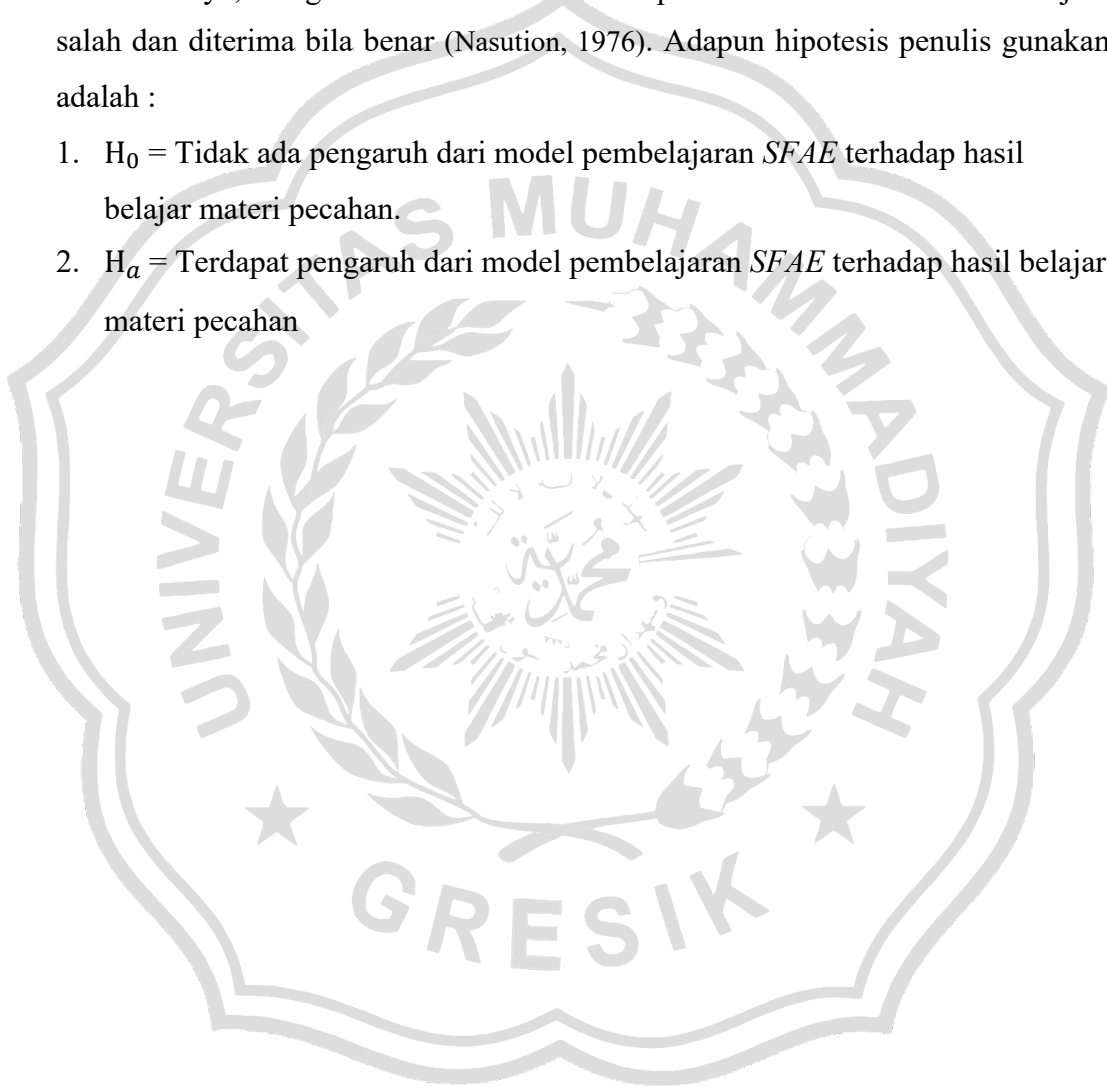 salah dan diterima bila benar (Nasution, 1976). Adapun hipotesis penulis gunakan
adalah :
1. H₀ = Tidak ada pengaruh dari model pembelajaran SFAE terhadap hasil
belajar materi pecahan.
2. Hₐ = Terdapat pengaruh dari model pembelajaran SFAE terhadap hasil belajar
materi pecahan
UNIVERSITAS MUHAMMADIYAH
GRESIK
محمد